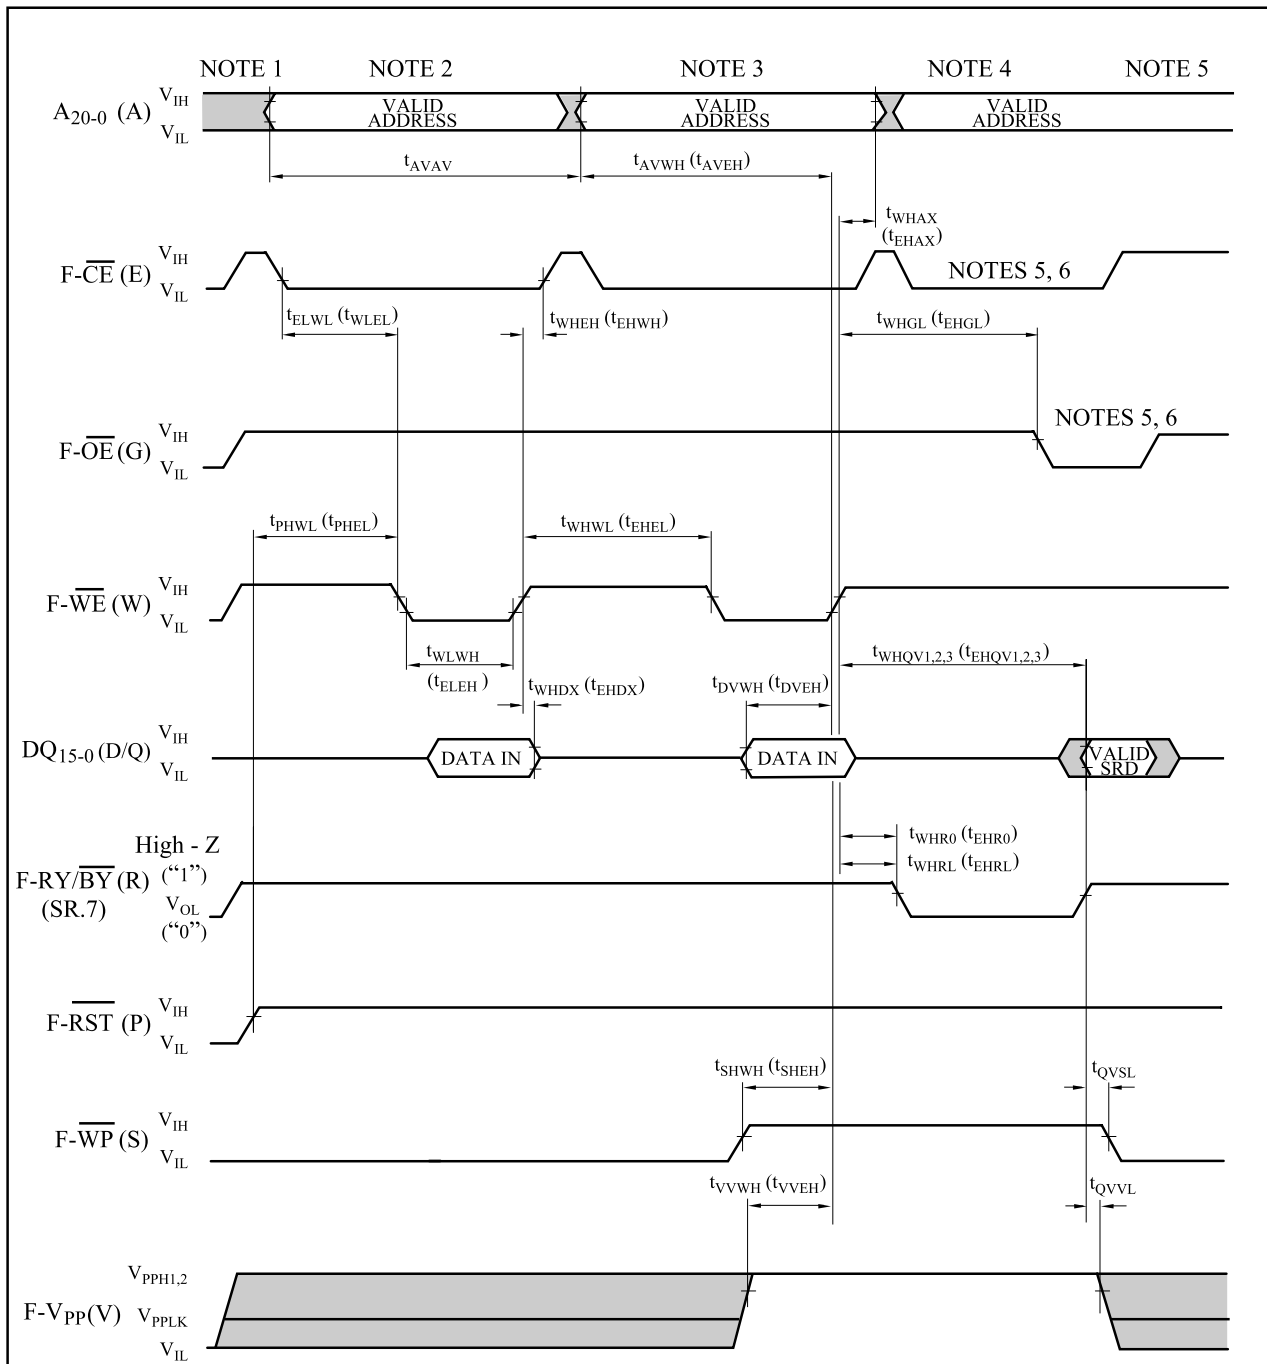 NOTE 1 NOTE 2 NOTE 3 NOTE 4 NOTE 5
A20-0 (A) VIH VIL VALID ADDRESS VALID ADDRESS VALID ADDRESS
tAVAV tAVWH (tAVEH)
tWHAX (tEHAX)
F-CE (E) VIH VIL NOTES 5, 6
tELWL (tWLEL) tWHEH (tEHWH) tWHGL (tEHGL)
F-OE (G) VIH VIL NOTES 5, 6
tPHWL (tPHEL) tWHWL (tEHEL)
F-WE (W) VIH VIL
tWLWH (tELEH) tWHDX (tEHDX) tDVWH (tDVEH) tWHQV1,2,3 (tEHQV1,2,3)
DQ15-0 (D/Q) VIH VIL DATA IN DATA IN VALID SRD
tWHR0 (tEHR0)
tWHRL (tEHRL)
F-RY/BY (R) (SR.7) High - Z (“1”) VOL (“0”)
F-RST (P) VIH VIL
tSHWH (tSHEH) tQVSL
F-WP (S) VIH VIL
tVVWH (tVVEH) tQVVL
F-VPP (V) VPPH1,2 VPPLK VIL